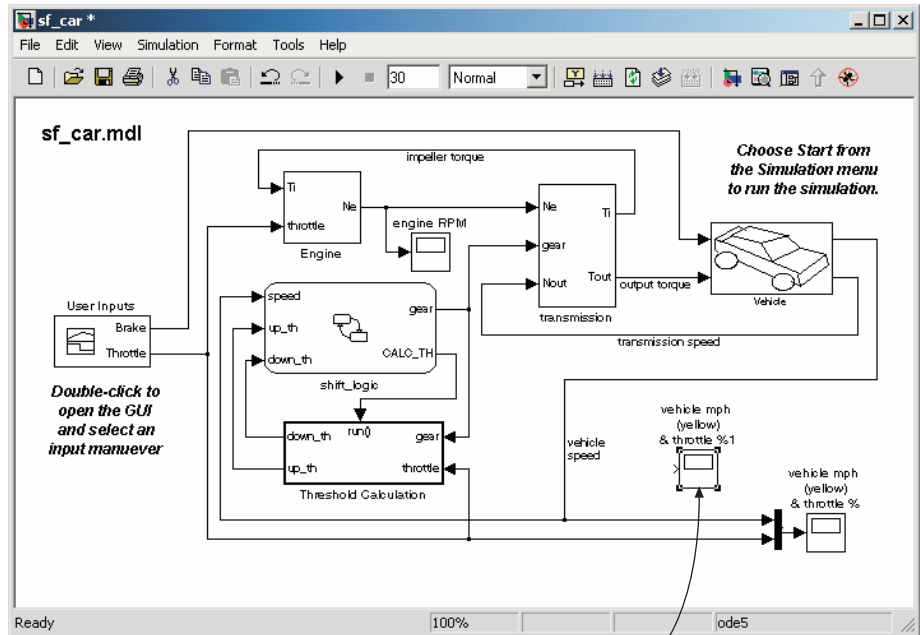 sf_car *
File Edit View Simulation Format Tools Help
30 Normal
sf_car.mdl
impeller torque
Choose Start from
the Simulation menu
to run the simulation.
Ti
throttle
Ne
Engine
engine RPM
Ne
gear
Nout
Ti
Tout
transmission
output torque
Vehicle
transmission speed
User Inputs
Brake
Throttle
Double-click to
open the GUI
and select an
input manuever
speed
up_th
down_th
gear
CALC_TH
shift_logic
run()
down_th
up_th
gear
throttle
Threshold Calculation
vehicle
speed
vehicle mph
(yellow)
& throttle %1
vehicle mph
(yellow)
& throttle %
Ready 100% ode5